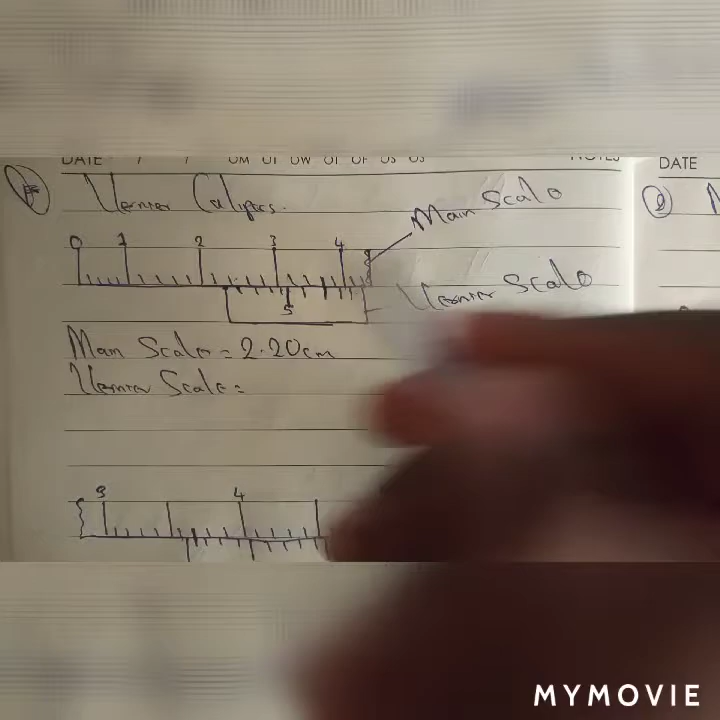 DATE / / NOTES DATE
Vernier Calipers.
Main Scale
0 1 2 3 4
Vernier Scale
5
Main Scale = 2.20cm
Vernier Scale =
3 4
MYMOVIE